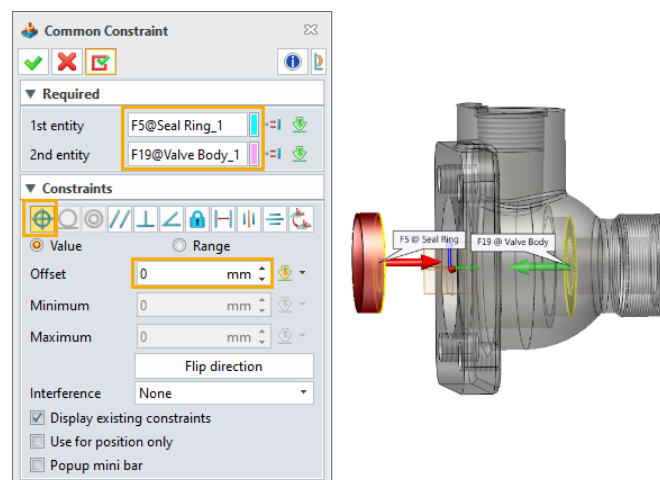 Common Constraint
Required
1st entity F5@Seal Ring_1
2nd entity F19@Valve Body_1
Constraints
Value Range
Offset 0 mm
Minimum 0 mm
Maximum 0 mm
Flip direction
Interference None
Display existing constraints
Use for position only
Popup mini bar
F5 @ Seal Ring
F19 @ Valve Body